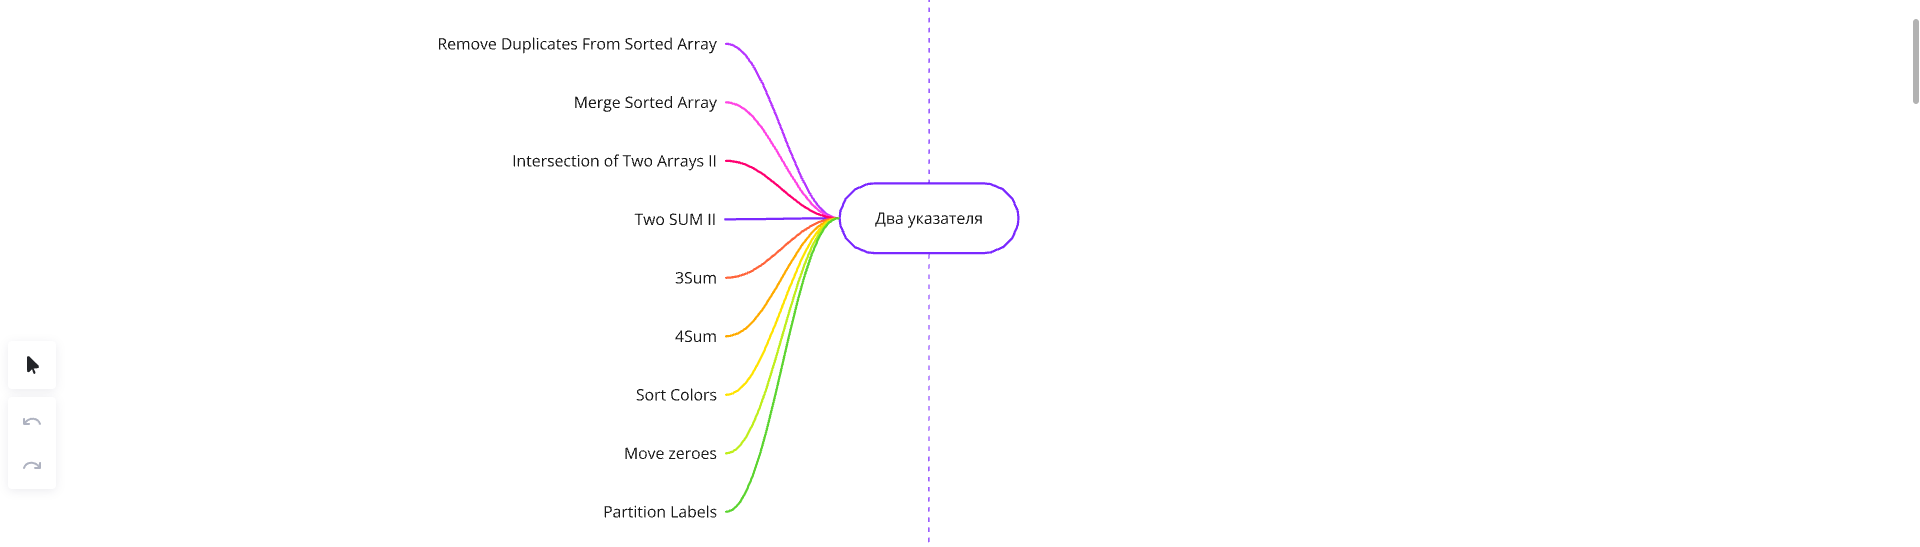 Remove Duplicates From Sorted Array
Merge Sorted Array
Intersection of Two Arrays II
Two SUM II
Два указателя
3Sum
4Sum
Sort Colors
Move zeroes
Partition Labels